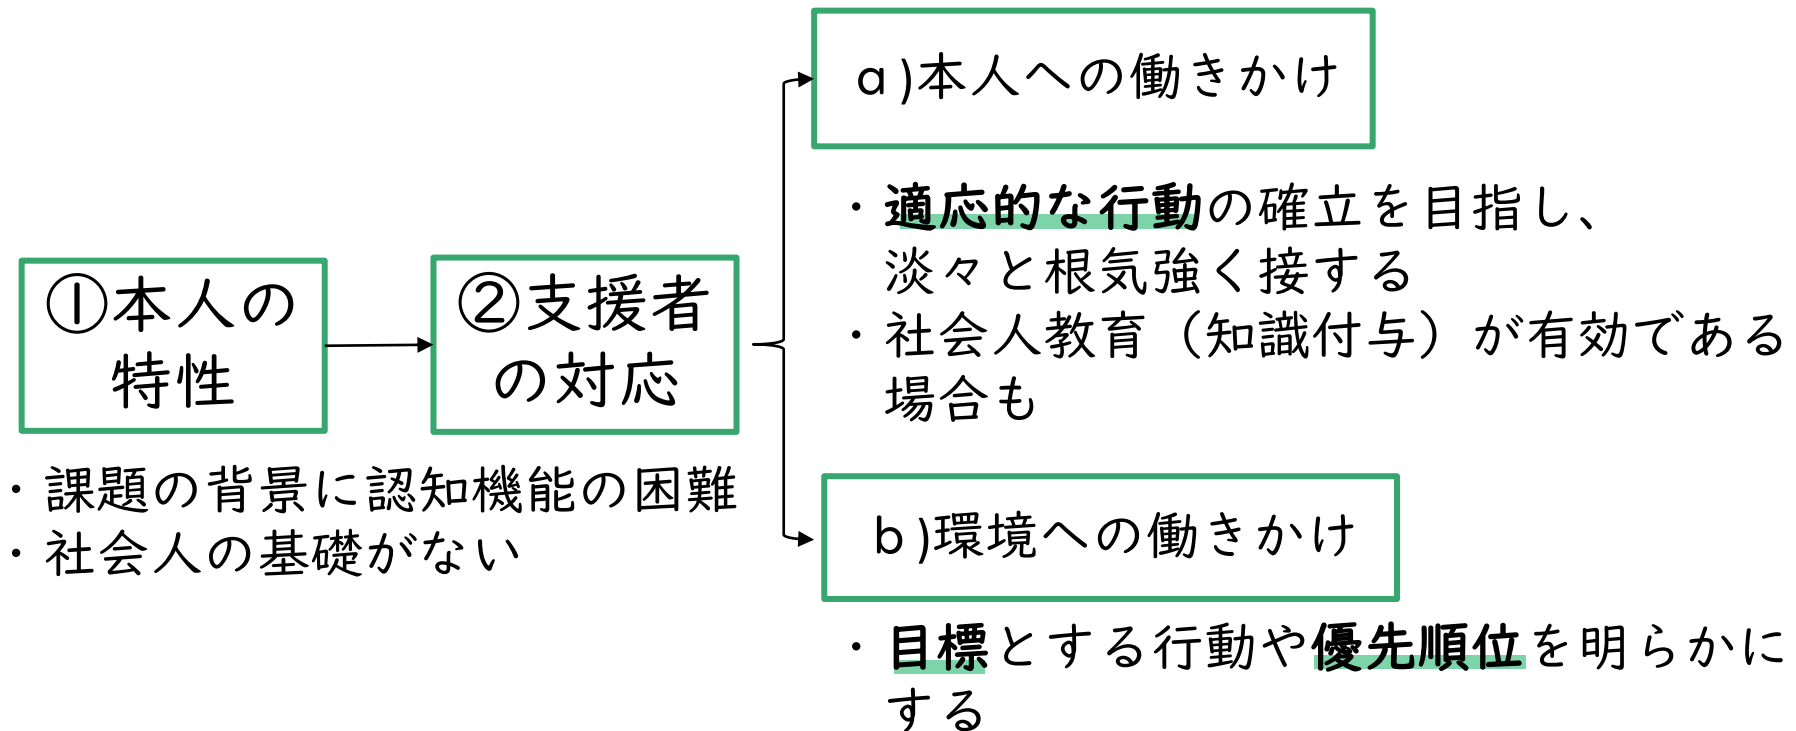 ①本人の
特性
・課題の背景に認知機能の困難
・社会人の基礎がない
②支援者
の対応
a)本人への働きかけ
・適応的な行動の確立を目指し、
淡々と根気強く接する
・社会人教育（知識付与）が有効である
場合も
b)環境への働きかけ
・目標とする行動や優先順位を明らかに
する